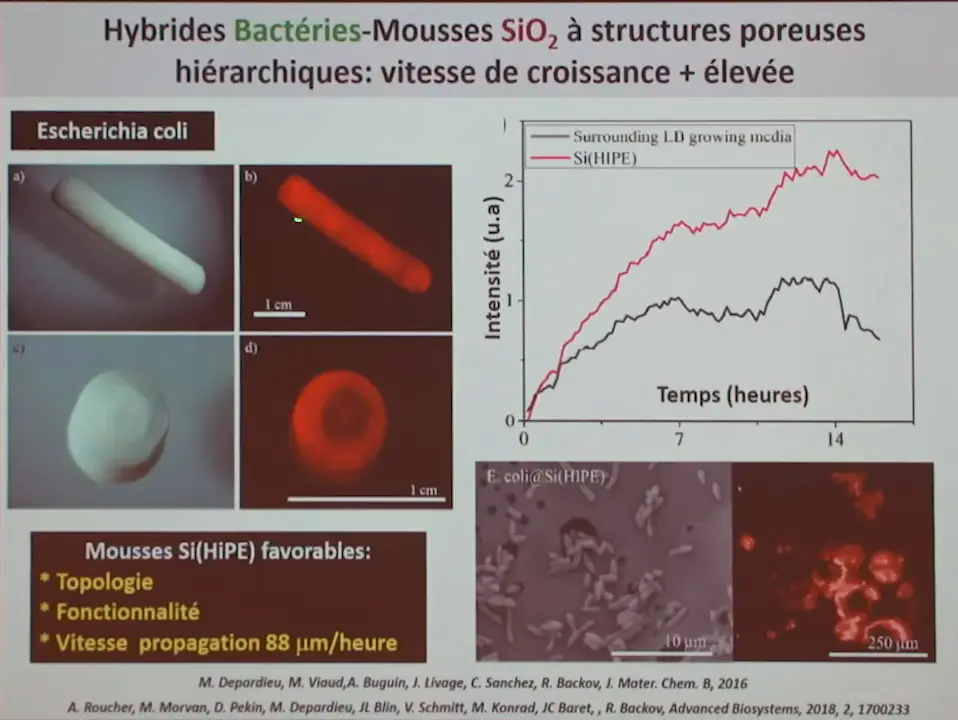 Hybrides Bactéries-Mousses SiO2 à structures poreuses
hiérarchiques: vitesse de croissance + élevée
Escherichia coli
a)
b)
1 cm
c)
d)
1 cm
Mousses Si(HiPE) favorables:
* Topologie
* Fonctionnalité
* Vitesse propagation 88 μm/heure
Surrounding LD growing media
Si(HIPE)
2
1
0
Intensité (u.a)
Temps (heures)
0
7
14
E. coli@Si(HIPE)
10 μm
250 μm
M. Depardieu, M. Viaud,A. Buguin, J. Livage, C. Sanchez, R. Backov, J. Mater. Chem. B, 2016
A. Roucher, M. Morvan, D. Pekin, M. Depardieu, JL Blin, V. Schmitt, M. Konrad, JC Baret, , R. Backov, Advanced Biosystems, 2018, 2, 1700233